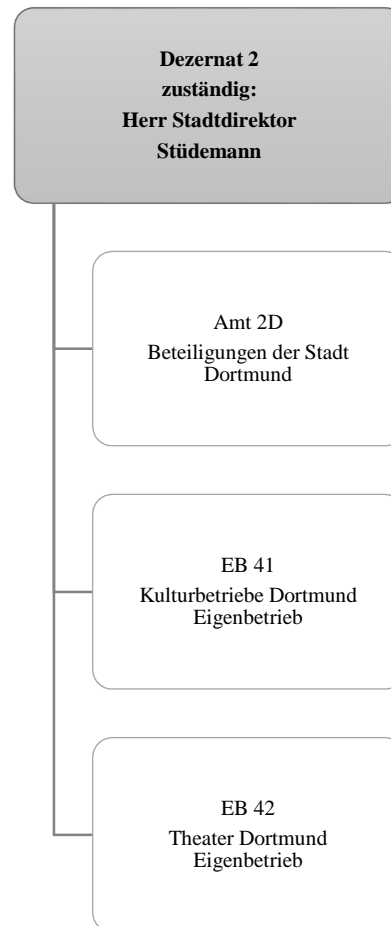 Dezernat 2
zuständig:
Herr Stadtdirektor
Stüdemann
Amt 2D
Beteiligungen der Stadt
Dortmund
EB 41
Kulturbetriebe Dortmund
Eigenbetrieb
EB 42
Theater Dortmund
Eigenbetrieb